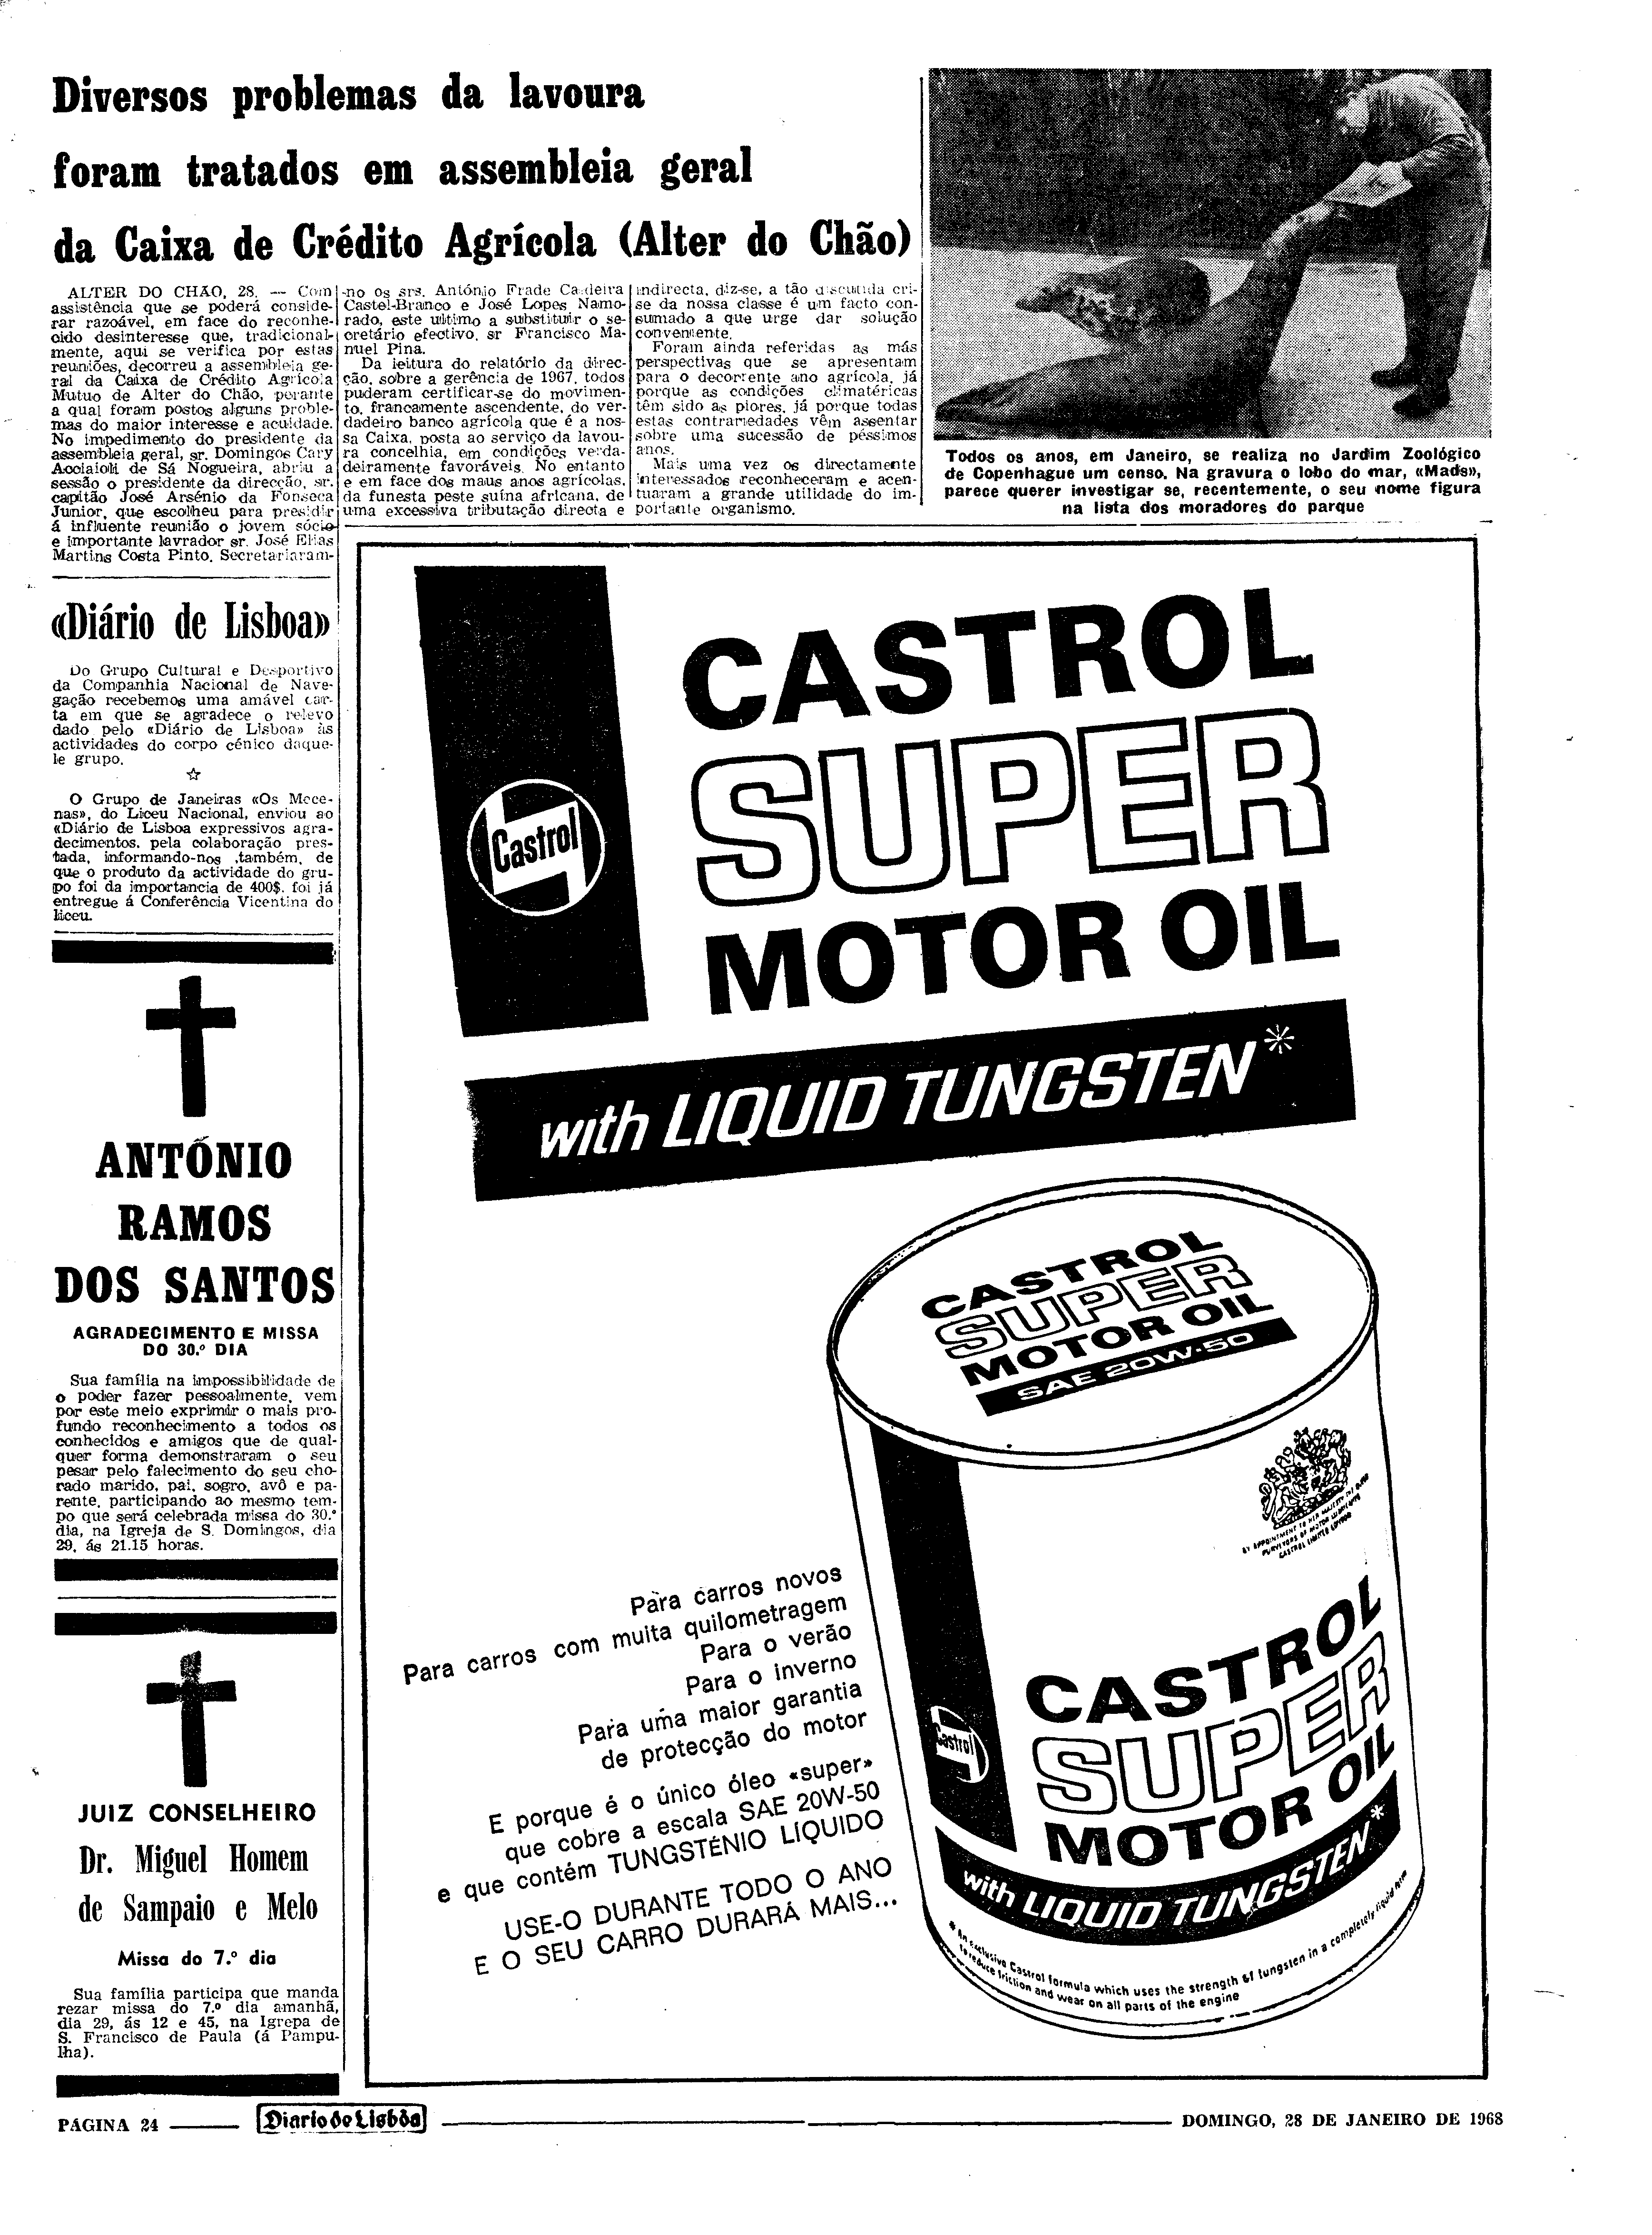 Diversos problemas da lavoura
foram tratados em assembleia geral
da Caixa de Crédito Agrícola (Alter do Chão)
ALTER DO CHÃO, 28. — Com
assistência que se poderá conside-
rar razoável, em face do reconhe-
cido desinteresse que, tradicional-
mente, aqui se verifica por estas
reuniões, decorreu a assembleia ge-
ral da Caixa de Crédito Agrícola
Mútuo de Alter do Chão, perante
a qual foram postos alguns proble-
mas do maior interesse e acuidade.
No impedimento do presidente da
assembleia geral, sr. Domingos Cary
Acciaioli de Sá Nogueira, abriu a
sessão o presidente da direcção, sr.
capitão José Arsénio da Fonseca
Junior, que escolheu para presidir
á influente reunião o jovem sócio
e importante lavrador sr. José Elias
Martins Costa Pinto. Secretariaram-
-no os srs. António Frade Caldeira
Castel-Branco e José Lopes Namo-
rado, este ultimo a substituir o se-
cretário efectivo, sr Francisco Ma-
nuel Pina.
Da leitura do relatório da direc-
ção, sobre a gerência de 1967, todos
puderam certificar-se do movimen-
to, francamente ascendente, do ver-
dadeiro banco agrícola que é a nos-
sa Caixa, posta ao serviço da lavou-
ra concelhia, em condições verda-
deiramente favoráveis. No entanto
e em face dos maus anos agrícolas,
da funesta peste suína africana, de
uma excessiva tributação directa e
indirecta, diz-se, a tão discutida cri-
se da nossa classe é um facto con-
sumado a que urge dar solução
conveniente.
Foram ainda referidas as más
perspectivas que se apresentam
para o decorrente ano agrícola, já
porque as condições climatéricas
têm sido as piores, já porque todas
estas contrariedades vêm assentar
sobre uma sucessão de péssimos
anos.
Mais uma vez os directamente
interessados reconheceram e acen-
tuaram a grande utilidade do im-
portante organismo.
Todos os anos, em Janeiro, se realiza no Jardim Zoológico
de Copenhague um censo. Na gravura o lobo do mar, «Mads»,
parece querer investigar se, recentemente, o seu nome figura
na lista dos moradores do parque
«Diário de Lisboa»
Do Grupo Cultural e Desportivo
da Companhia Nacional de Nave-
gação recebemos uma amável car-
ta em que se agradece o relevo
dado pelo «Diário de Lisboa» às
actividades do corpo cénico daque-
le grupo.
☆
O Grupo de Janeiras «Os Mece-
nas», do Liceu Nacional, enviou ao
«Diário de Lisboa expressivos agra-
decimentos, pela colaboração pres-
tada, informando-nos ,também, de
que o produto da actividade do gru-
po foi da importancia de 400$. foi já
entregue á Conferência Vicentina do
liceu.
ANTÓNIO
RAMOS
DOS SANTOS
AGRADECIMENTO E MISSA
DO 30.º DIA
Sua família na impossibilidade de
o poder fazer pessoalmente, vem
por este meio exprimir o mais pro-
fundo reconhecimento a todos os
conhecidos e amigos que de qual-
quer forma demonstraram o seu
pesar pelo falecimento do seu cho-
rado marido, pai, sogro, avô e pa-
rente, participando ao mesmo tem-
po que será celebrada missa do 30.º
dia, na Igreja de S. Domingos, dia
29, ás 21.15 horas.
JUIZ CONSELHEIRO
Dr. Miguel Homem
de Sampaio e Melo
Missa do 7.º dia
Sua família participa que manda
rezar missa do 7.º dia amanhã,
dia 29, ás 12 e 45, na Igrepa de
S. Francisco de Paula (á Pampu-
lha).
Castrol
CASTROL
SUPER
MOTOR OIL
with LIQUID TUNGSTEN*
CASTROL
SUPER
MOTOR OIL
SAE 20W-50
BY APPOINTMENT TO HER MAJESTY THE QUEEN
PURVEYORS OF MOTOR LUBRICANTS
CASTROL LIMITED LONDON
Castrol
CASTROL
SUPER
MOTOR OIL
with LIQUID TUNGSTEN*
* An exclusive Castrol formula which uses the strength of tungsten in a completely liquid form
to reduce friction and wear on all parts of the engine
Para carros novos
Para carros com muita quilometragem
Para o verão
Para o inverno
Para uma maior garantia
de protecção do motor
E porque é o único óleo «super»
que cobre a escala SAE 20W-50
e que contém TUNGSTÉNIO LÍQUIDO
USE-O DURANTE TODO O ANO
E O SEU CARRO DURARÁ MAIS...
PÁGINA 24
Diario de Lisbôa
DOMINGO, 28 DE JANEIRO DE 1968